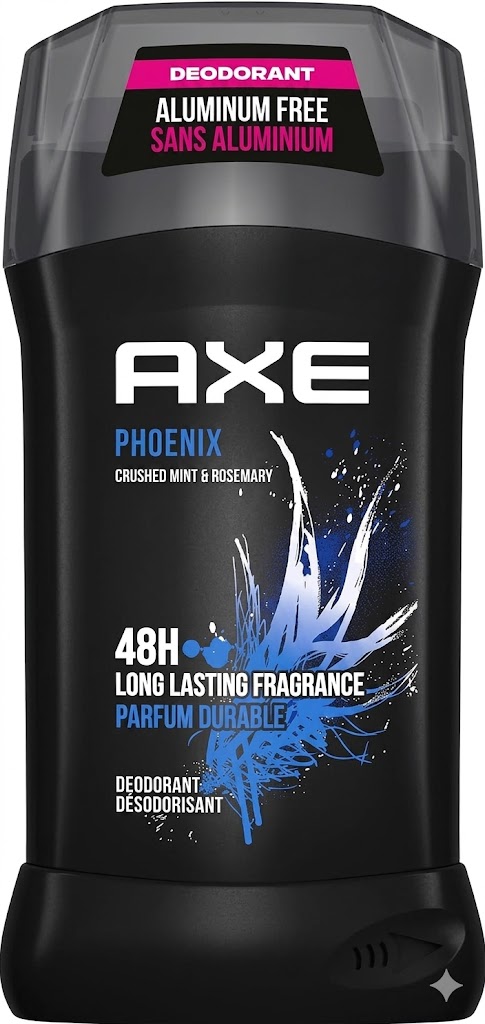 DEODORANT
ALUMINUM FREE
SANS ALUMINIUM
AXE
PHOENIX
CRUSHED MINT & ROSEMARY
48H
LONG LASTING FRAGRANCE
PARFUM DURABLE
DEODORANT
DÉSODORISANT